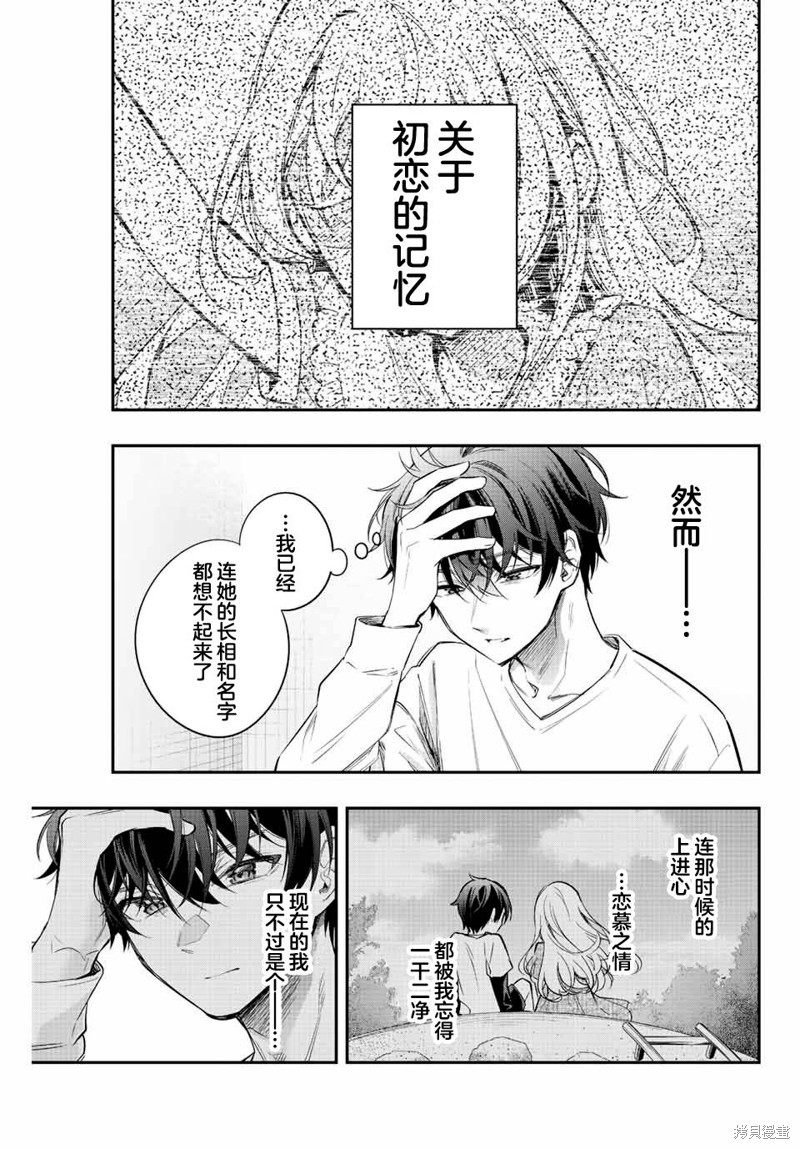 关于
初恋的记忆
然而——…
…我已经
连她的长相和名字
都想不起来了
连那时候的
上进心
…恋慕之情
都被我忘得
一干二净
现在的我
只不过是个——…
拷貝漫畫